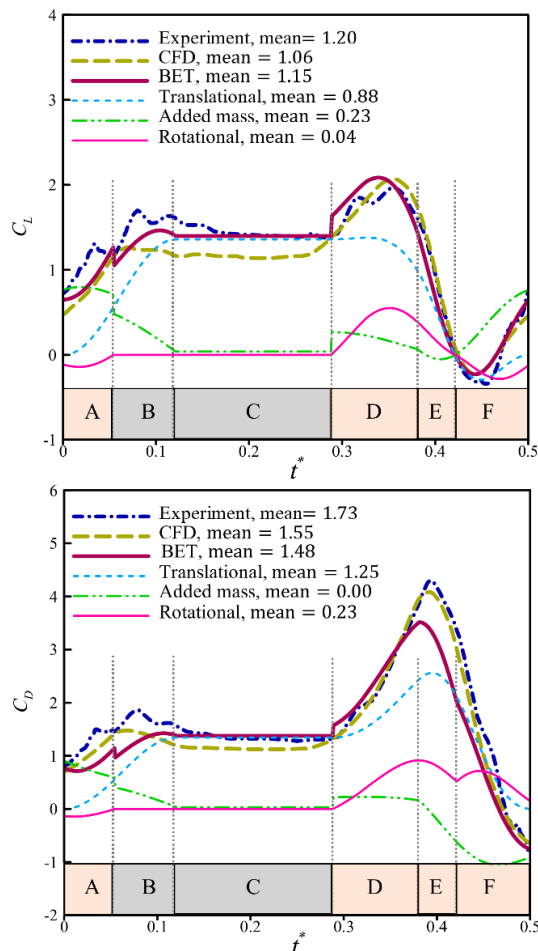 4
Experiment, mean=1.20
CFD, mean = 1.06
3
BET, mean = 1.15
Translational, mean = 0.88
Added mass, mean = 0.23
Rotational, mean = 0.04
2
C_L
1
0
A B C D E F
-1
0 0.1 0.2 0.3 0.4 0.5
t*
6
Experiment, mean= 1.73
CFD, mean = 1.55
5
BET, mean = 1.48
Translational, mean = 1.25
Added mass, mean = 0.00
4
Rotational, mean = 0.23
3
C_D
2
1
0
-1
A B C D E F
-2
0 0.1 0.2 0.3 0.4 0.5
t*